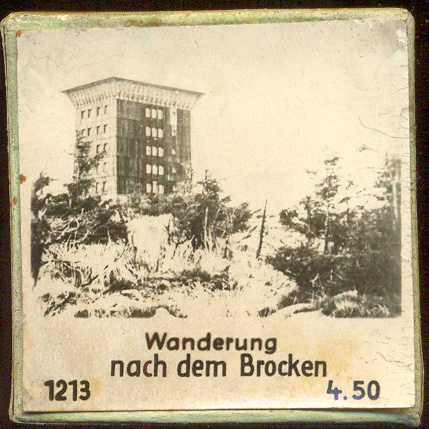 Wanderung
nach dem Brocken
1213
4.50